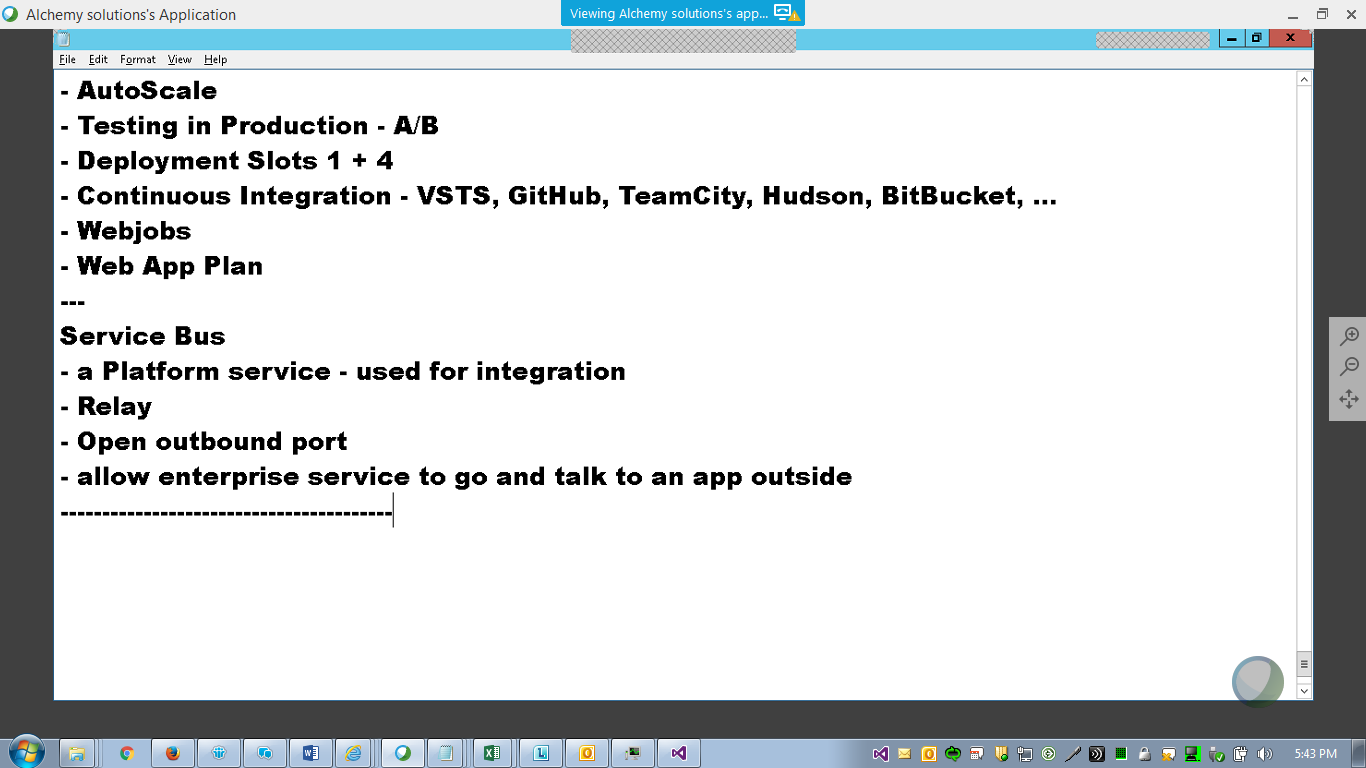 Alchemy solutions's Application
Viewing Alchemy solutions's app...
File Edit Format View Help
- AutoScale
- Testing in Production - A/B
- Deployment Slots 1 + 4
- Continuous Integration - VSTS, GitHub, TeamCity, Hudson, BitBucket, ...
- Webjobs
- Web App Plan
---
Service Bus
- a Platform service - used for integration
- Relay
- Open outbound port
- allow enterprise service to go and talk to an app outside
----------------------------------------
5:43 PM